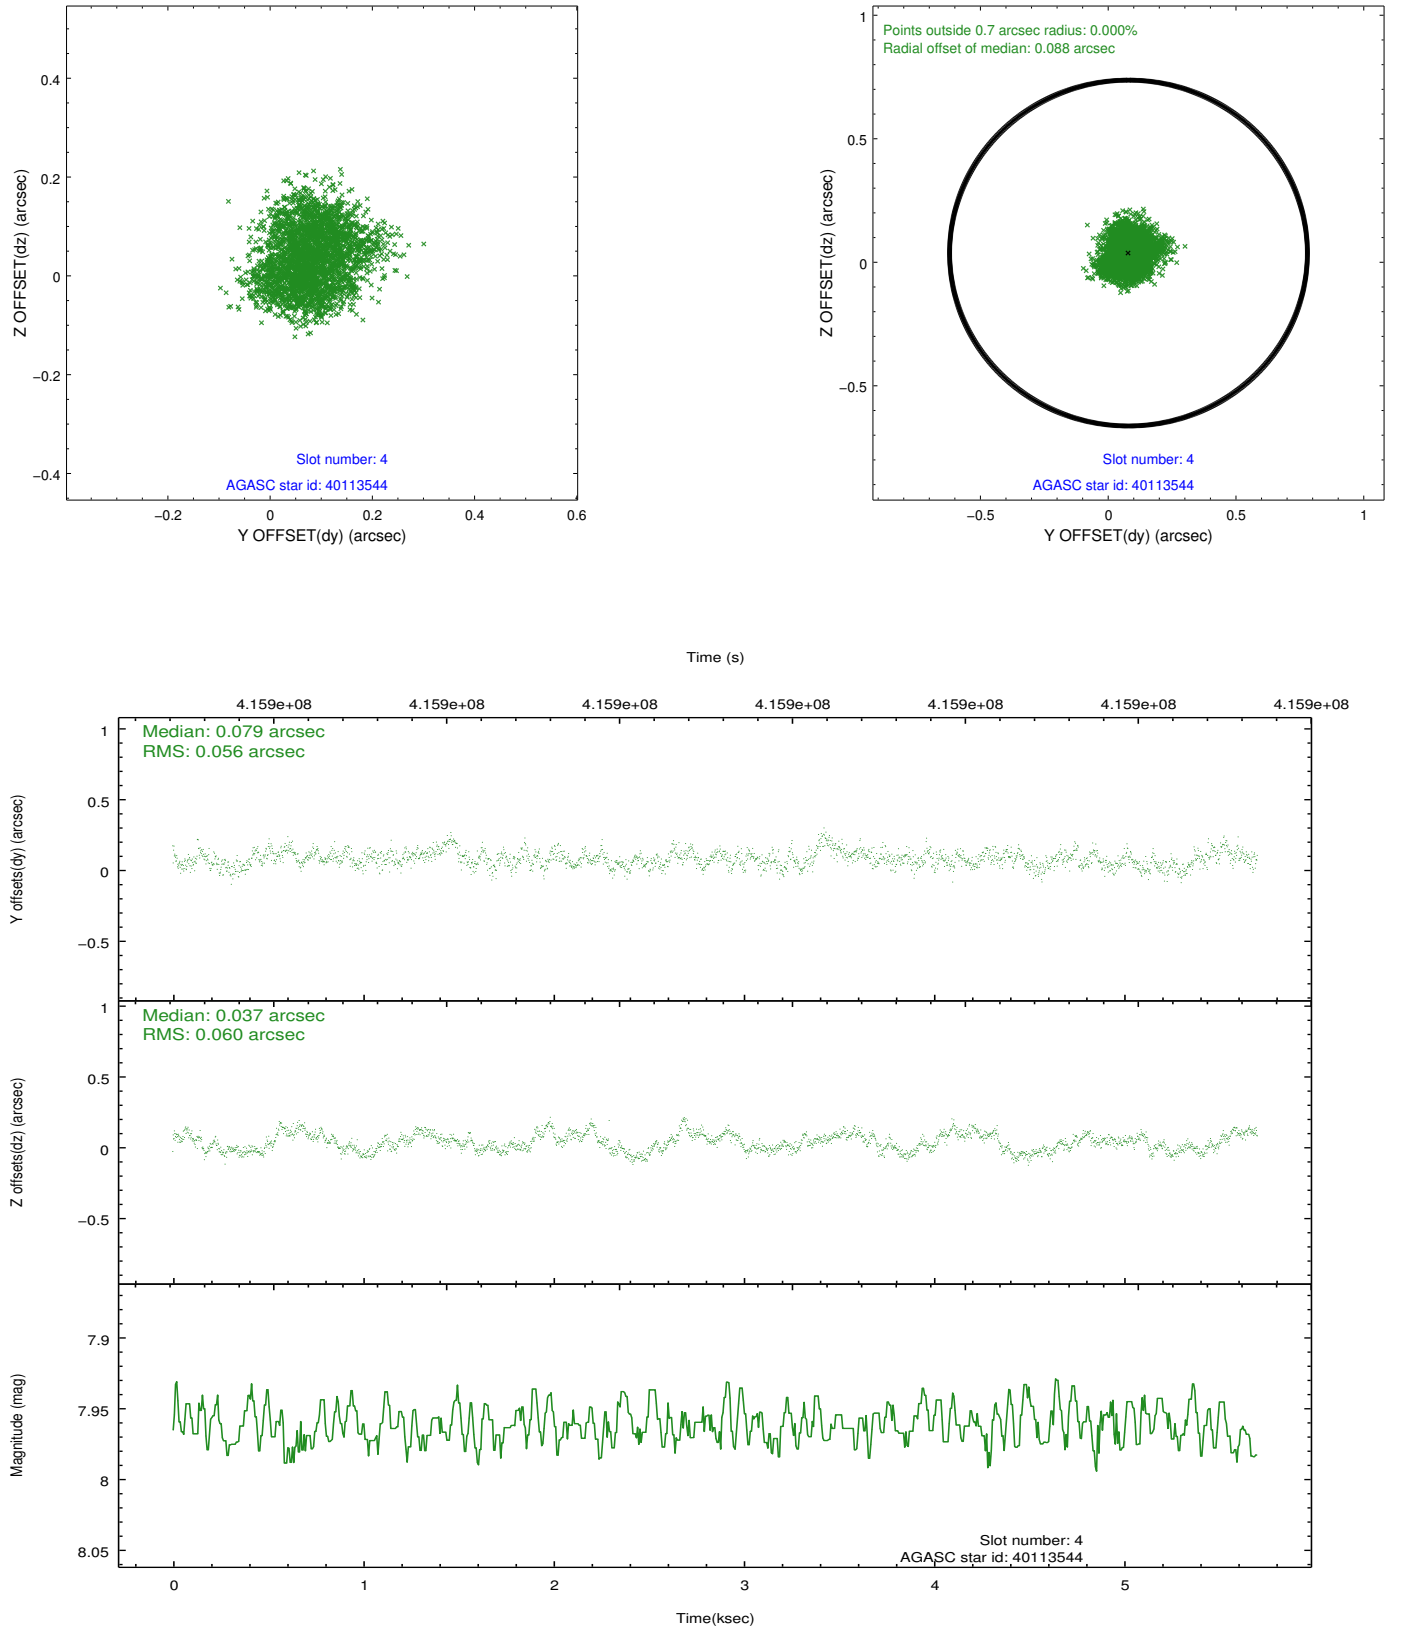 0.4
0.2
0
−0.2
−0.4
Z OFFSET(dz) (arcsec)
Slot number: 4
AGASC star id: 40113544
−0.2 0 0.2 0.4 0.6
Y OFFSET(dy) (arcsec)
1
0.5
0
−0.5
Z OFFSET(dz) (arcsec)
Points outside 0.7 arcsec radius: 0.000%
Radial offset of median: 0.088 arcsec
Slot number: 4
AGASC star id: 40113544
−0.5 0 0.5 1
Y OFFSET(dy) (arcsec)
Time (s)
4.159e+08 4.159e+08 4.159e+08 4.159e+08 4.159e+08 4.159e+08 4.159e+08
Median: 0.079 arcsec
RMS: 0.056 arcsec
1
0.5
0
−0.5
Y offsets(dy) (arcsec)
Median: 0.037 arcsec
RMS: 0.060 arcsec
1
0.5
0
−0.5
Z offsets(dz) (arcsec)
7.9
7.95
8
8.05
Magnitude (mag)
Slot number: 4
AGASC star id: 40113544
0 1 2 3 4 5
Time(ksec)